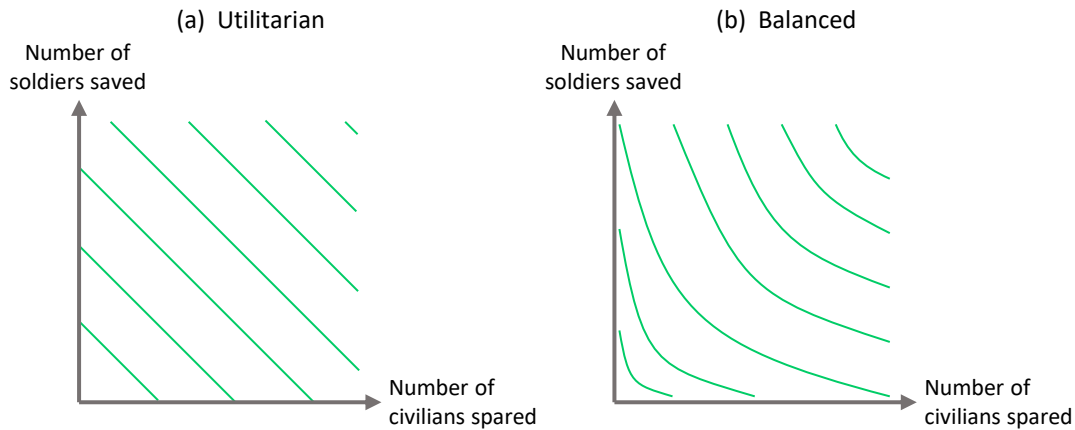 (a) Utilitarian
Number of
soldiers saved
Number of
civilians spared
(b) Balanced
Number of
soldiers saved
Number of
civilians spared